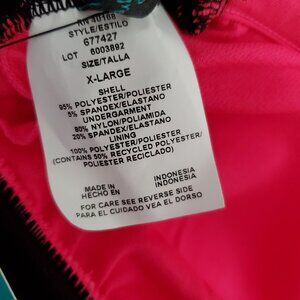 RN 40168
STYLE/ESTILO
677427
LOT 6003892
SIZE/TALLA
X-LARGE
SHELL
95% POLYESTER/POLIESTER
5% SPANDEX/ELASTANO
UNDERGARMENT
80% NYLON/POLIAMIDA
20% SPANDEX/ELASTANO
LINING
100% POLYESTER/POLIESTER
(CONTAINS 50% RECYCLED POLYESTER/
POLIESTER RECICLADO)
MADE IN INDONESIA
HECHO EN INDONESIA
FOR CARE SEE REVERSE SIDE
PARA EL CUIDADO VEA EL DORSO